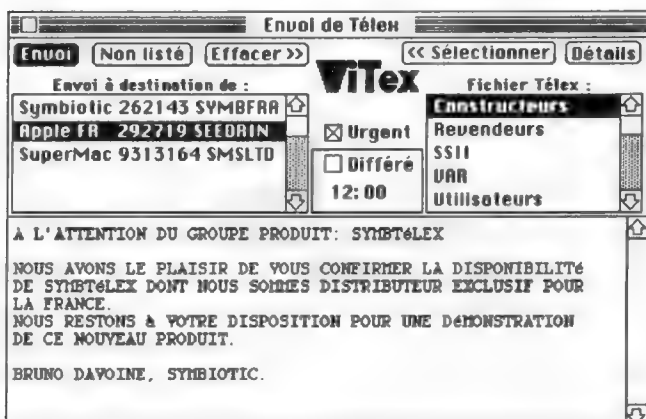 Envoi de Télex
Envoi
Non listé
Effacer >>
<< Sélectionner
Détails
ViTex
Envoi à destination de :
Symbiotic 262143 SYMBFRA
Apple FR 292719 SEEDRIN
SuperMac 9313164 SMSLTD
Urgent
Différé
12:00
Fichier Télex :
Constructeurs
Revendeurs
SSII
VAR
Utilisateurs
A L'ATTENTION DU GROUPE PRODUIT: SYMBTéLEX
NOUS AVONS LE PLAISIR DE VOUS CONFIRMER LA DISPONIBILITé
DE SYMBTéLEX DONT NOUS SOMMES DISTRIBUTEUR EXCLUSIF POUR
LA FRANCE.
NOUS RESTONS à VOTRE DISPOSITION POUR UNE DéMONSTRATION
DE CE NOUVEAU PRODUIT.
BRUNO DAVOINE, SYMBIOTIC.